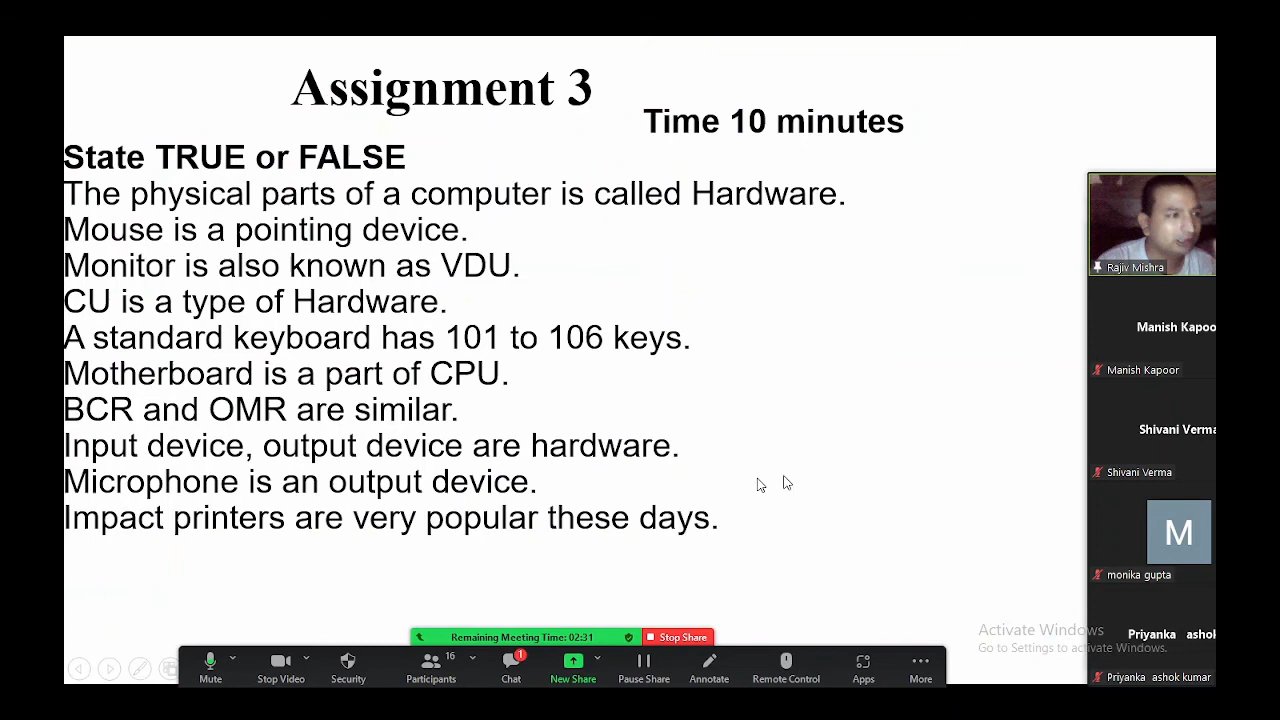 Assignment 3
Time 10 minutes
State TRUE or FALSE
The physical parts of a computer is called Hardware.
Mouse is a pointing device.
Monitor is also known as VDU.
CU is a type of Hardware.
A standard keyboard has 101 to 106 keys.
Motherboard is a part of CPU.
BCR and OMR are similar.
Input device, output device are hardware.
Microphone is an output device.
Impact printers are very popular these days.
Rajiv Mishra
Manish Kapoo
Manish Kapoor
Shivani Verma
Shivani Verma
M
monika gupta
Priyanka ashok
Priyanka ashok kumar
Activate Windows
Go to Settings to activate Windows.
Remaining Meeting Time: 02:31
Stop Share
Mute
Stop Video
Security
16
Participants
1
Chat
New Share
Pause Share
Annotate
Remote Control
Apps
More